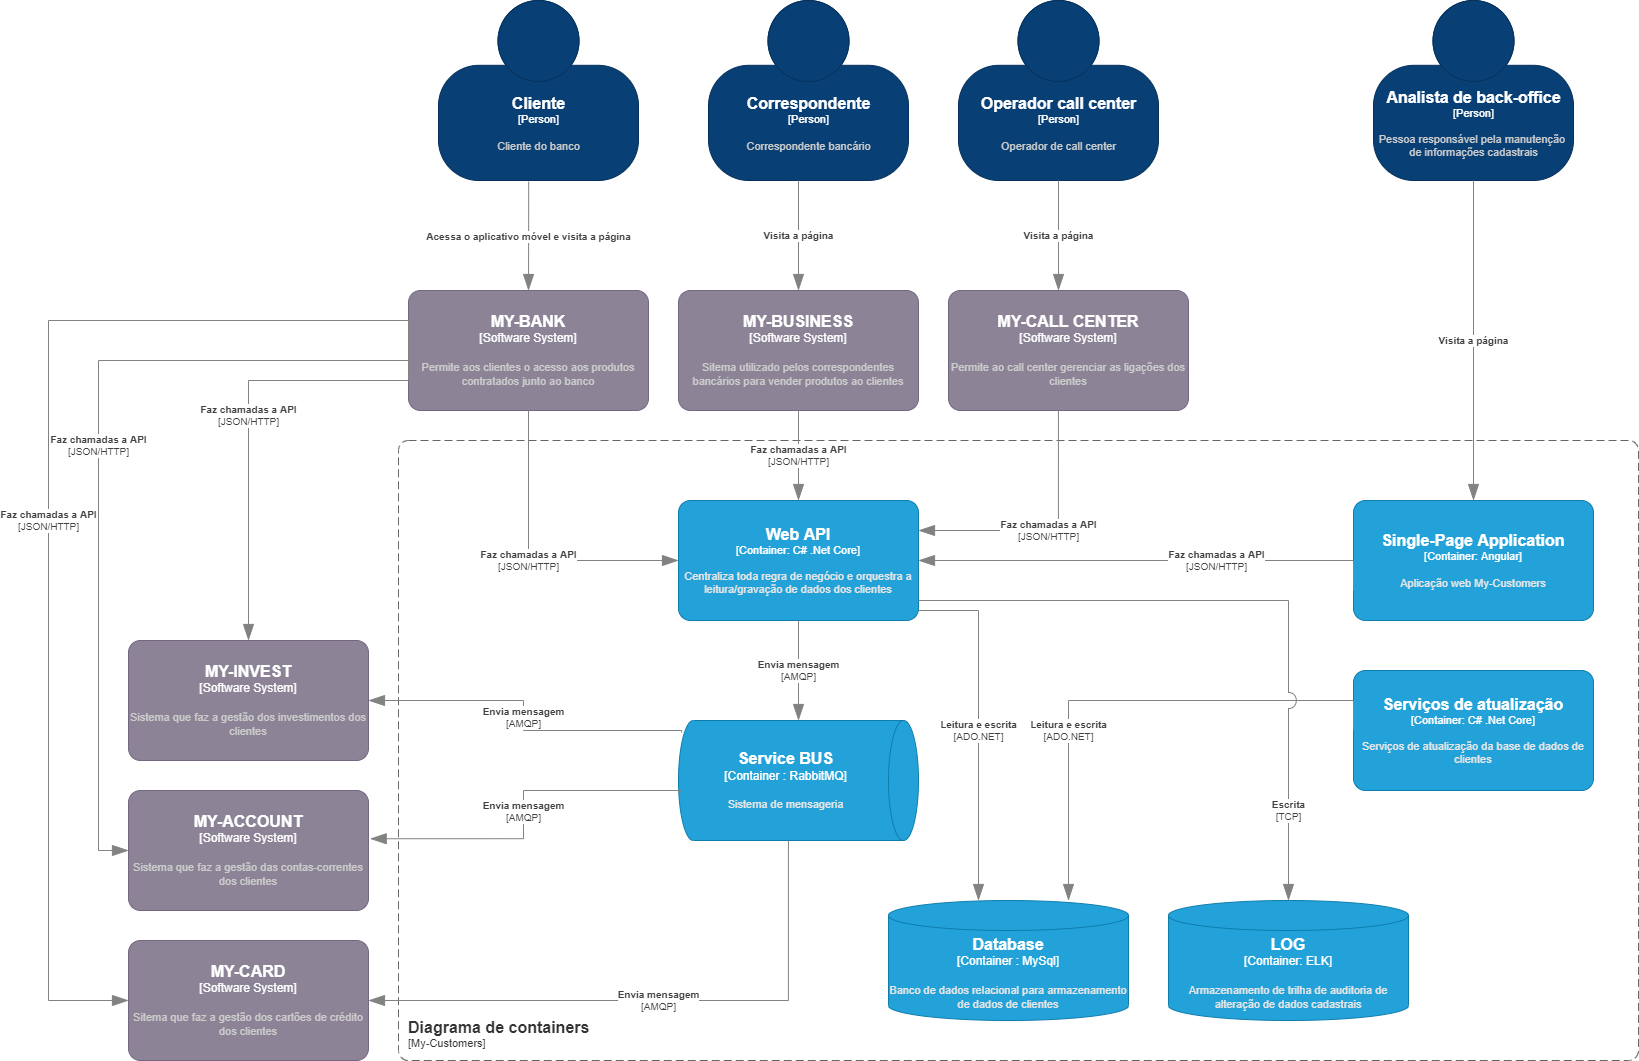 Cliente
[Person]
Cliente do banco
Correspondente
[Person]
Correspondente bancário
Operador call center
[Person]
Operador de call center
Analista de back-office
[Person]
Pessoa responsável pela manutenção
de informações cadastrais
Acessa o aplicativo móvel e visita a página
Visita a página
Visita a página
Visita a página
MY-BANK
[Software System]
Permite aos clientes o acesso aos produtos
contratados junto ao banco
MY-BUSINESS
[Software System]
Sitema utilizado pelos correspondentes
bancários para vender produtos ao clientes
MY-CALL CENTER
[Software System]
Permite ao call center gerenciar as ligações dos
clientes
Faz chamadas a API
[JSON/HTTP]
Faz chamadas a API
[JSON/HTTP]
Faz chamadas a API
[JSON/HTTP]
Faz chamadas a API
[JSON/HTTP]
Faz chamadas a API
[JSON/HTTP]
Faz chamadas a API
[JSON/HTTP]
Faz chamadas a API
[JSON/HTTP]
Web API
[Container: C# .Net Core]
Centraliza toda regra de negócio e orquestra a
leitura/gravação de dados dos clientes
Single-Page Application
[Container: Angular]
Aplicação web My-Customers
MY-INVEST
[Software System]
Sistema que faz a gestão dos investimentos dos
clientes
Envia mensagem
[AMQP]
Envia mensagem
[AMQP]
Leitura e escrita
[ADO.NET]
Leitura e escrita
[ADO.NET]
Serviços de atualização
[Container: C# .Net Core]
Serviços de atualização da base de dados de
clientes
Service BUS
[Container : RabbitMQ]
Sistema de mensageria
MY-ACCOUNT
[Software System]
Sistema que faz a gestão das contas-correntes
dos clientes
Envia mensagem
[AMQP]
Escrita
[TCP]
MY-CARD
[Software System]
Sitema que faz a gestão dos cartões de crédito
dos clientes
Envia mensagem
[AMQP]
Database
[Container : MySql]
Banco de dados relacional para armazenamento
de dados de clientes
LOG
[Container: ELK]
Armazenamento de trilha de auditoria de
alteração de dados cadastrais
Diagrama de containers
[My-Customers]